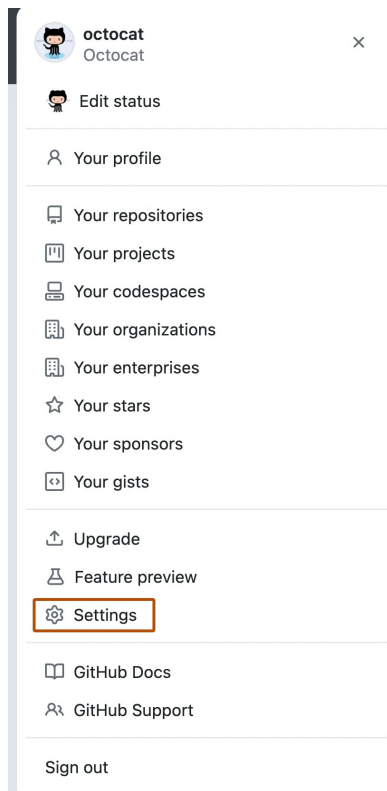 octocat
Octocat
Edit status
Your profile
Your repositories
Your projects
Your codespaces
Your organizations
Your enterprises
Your stars
Your sponsors
Your gists
Upgrade
Feature preview
Settings
GitHub Docs
GitHub Support
Sign out